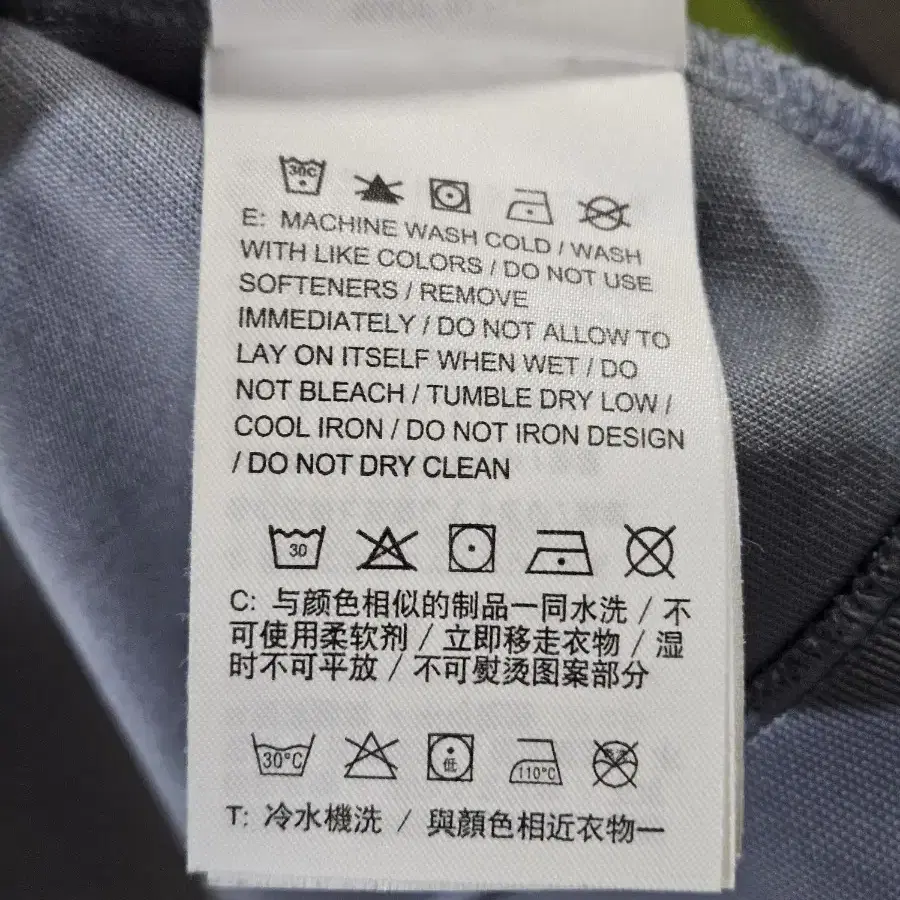 30C
E: MACHINE WASH COLD / WASH
WITH LIKE COLORS / DO NOT USE
SOFTENERS / REMOVE
IMMEDIATELY / DO NOT ALLOW TO
LAY ON ITSELF WHEN WET / DO
NOT BLEACH / TUMBLE DRY LOW /
COOL IRON / DO NOT IRON DESIGN
/ DO NOT DRY CLEAN
30
C: 与颜色相似的制品一同水洗 / 不
可使用柔软剂 / 立即移走衣物 / 湿
时不可平放 / 不可熨烫图案部分
30°C 低 110°C
T: 冷水機洗 / 與顏色相近衣物一